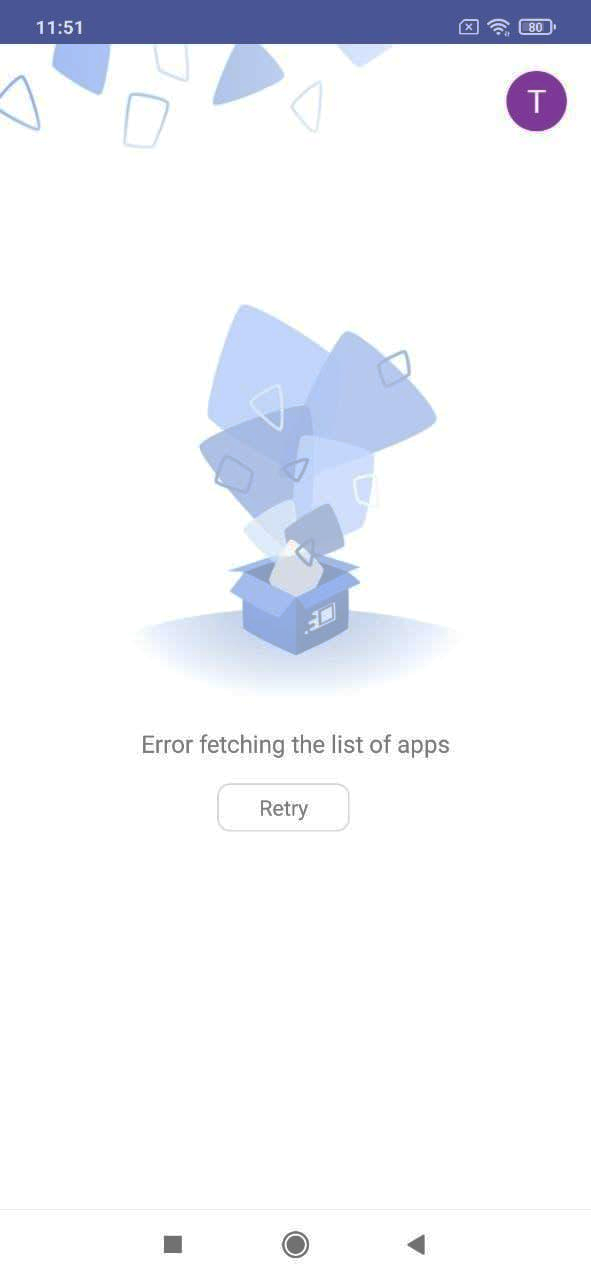 11:51
80
T
Error fetching the list of apps
Retry